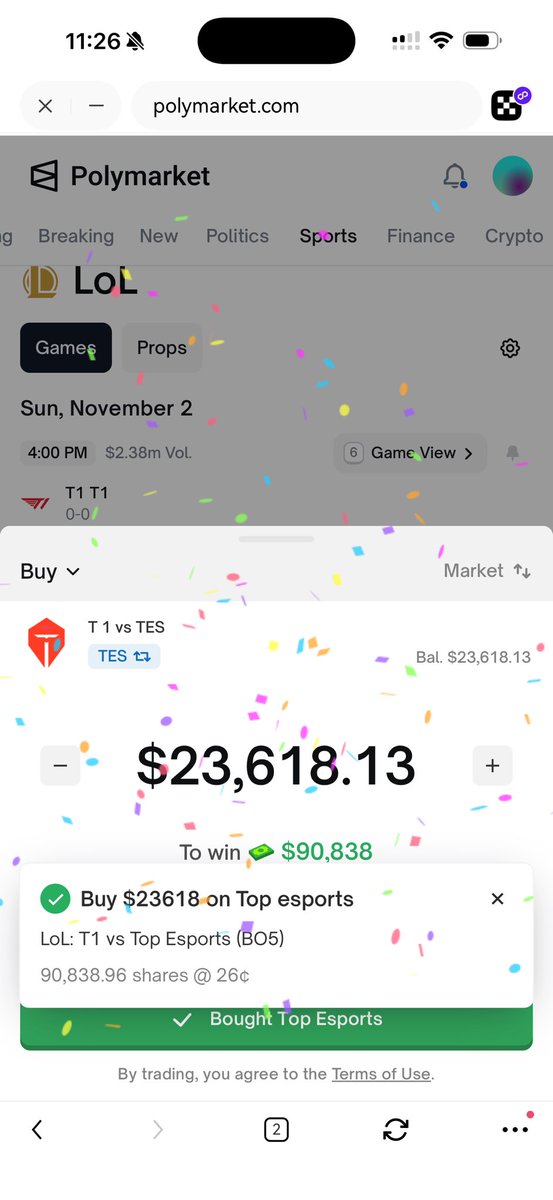 11:26
polymarket.com
Polymarket
ng Breaking New Politics Sports Finance Crypto
LoL
Games Props
Sun, November 2
4:00 PM $2.38m Vol. 6 Game View
T1 T1
0-0
Buy Market
T 1 vs TES
TES Bal. $23,618.13
− $23,618.13 +
To win $90,838
Buy $23618 on Top esports
LoL: T1 vs Top Esports (BO5)
90,838.96 shares @ 26¢
Bought Top Esports
By trading, you agree to the Terms of Use.
2